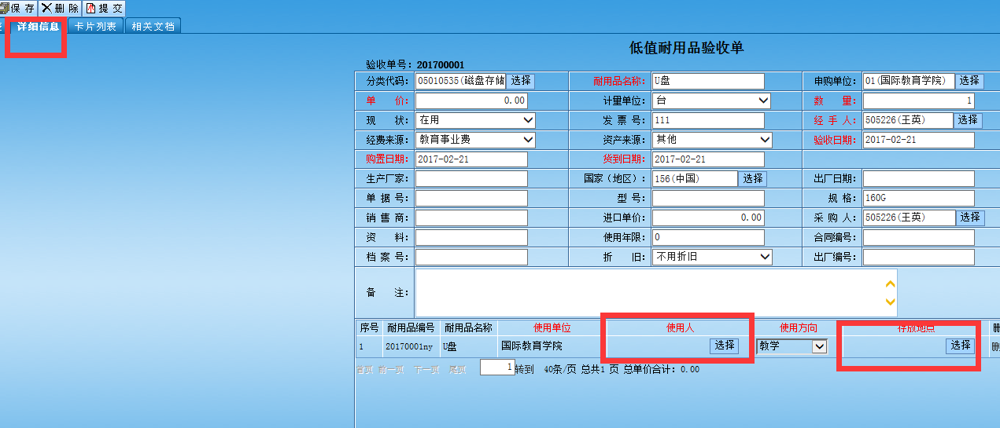 保 存 删 除 提 交
详细信息 卡片列表 相关文档
低值耐用品验收单
验收单号: 201700001
分类代码: 05010535(磁盘存储 选择 耐用品名称: U盘 申购单位: 01(国际教育学院) 选择
单 价: 0.00 计量单位: 台 数 量: 1
现 状: 在用 发 票 号: 111 经 手 人: 505226(王英) 选择
经费来源: 教育事业费 资产来源: 其他 验收日期: 2017-02-21
购置日期: 2017-02-21 货到日期: 2017-02-21
生产厂家: 国家（地区）: 156(中国) 选择 出厂日期:
单 据 号: 型 号: 规 格: 160G
销 售 商: 进口单价: 0.00 采 购 人: 505226(王英) 选择
资 料: 使用年限: 0 合同编号:
档 案 号: 折 旧: 不用折旧 出厂编号:
备 注:
序号 耐用品编号 耐用品名称 使用单位 使用人 使用方向 存放地点
1 20170001ny U盘 国际教育学院 选择 教学 选择
首页 前一页 下一页 尾页 1 转到 40条/页 总共1 页 总单价合计: 0.00